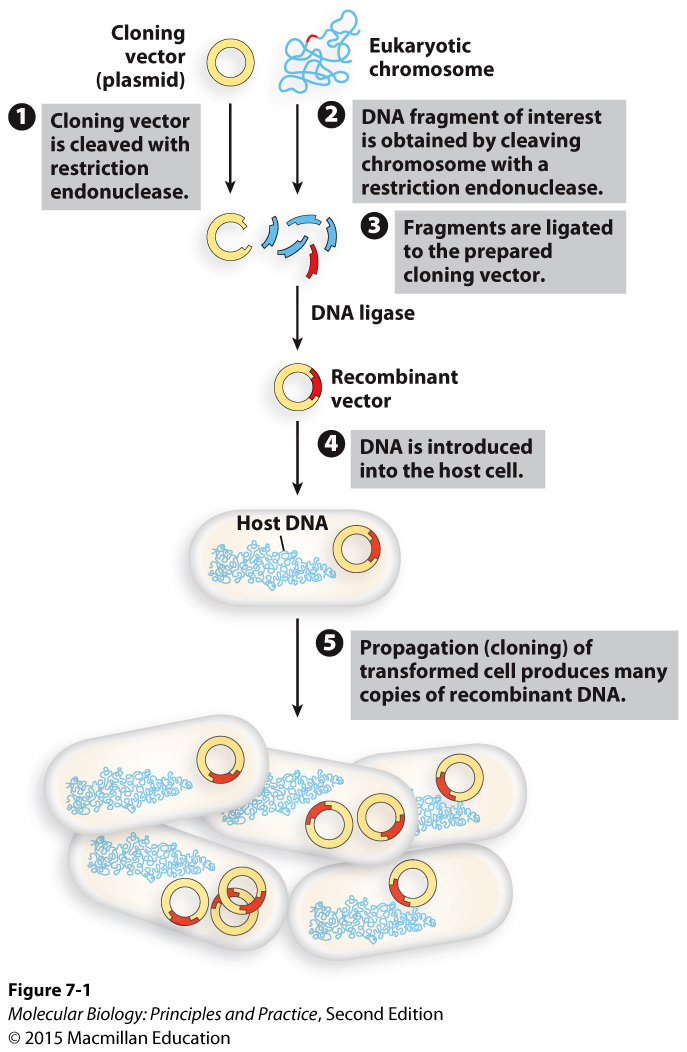 Cloning
vector
(plasmid)
Eukaryotic
chromosome
1
Cloning vector
is cleaved with
restriction
endonuclease.
2
DNA fragment of interest
is obtained by cleaving
chromosome with a
restriction endonuclease.
3
Fragments are ligated
to the prepared
cloning vector.
DNA ligase
Recombinant
vector
4
DNA is introduced
into the host cell.
Host DNA
5
Propagation (cloning) of
transformed cell produces many
copies of recombinant DNA.
Figure 7-1
Molecular Biology: Principles and Practice, Second Edition
© 2015 Macmillan Education